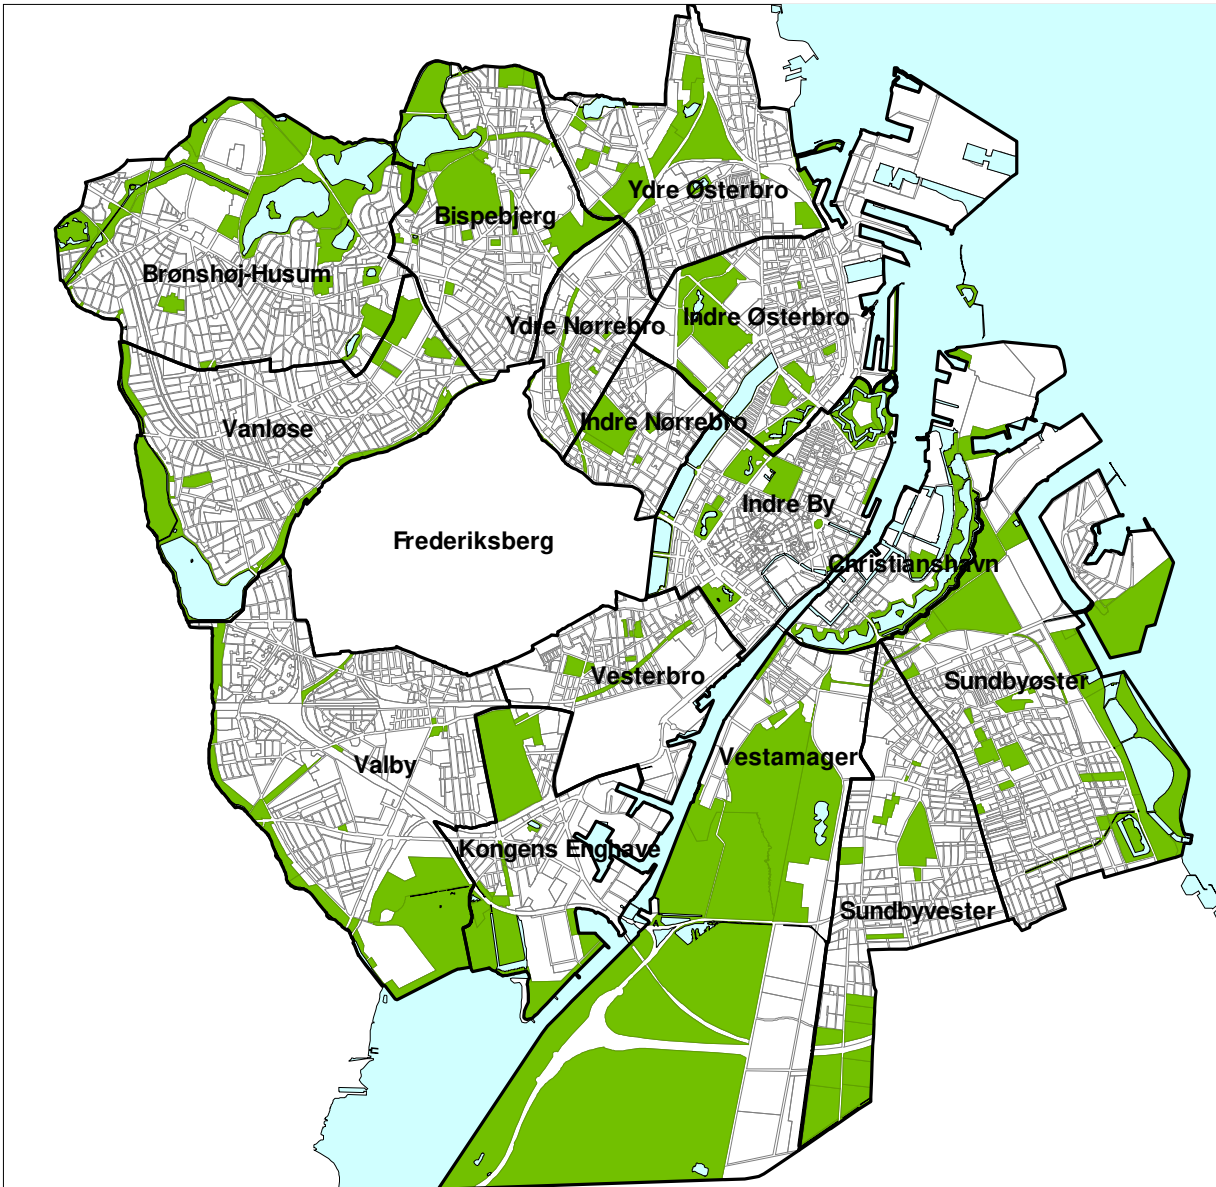 Ydre Østerbro
Bispebjerg
Brønshøj-Husum
Indre Østerbro
Ydre Nørrebro
Indre Nørrebro
Vanløse
Indre By
Frederiksberg
Christianshavn
Vesterbro
Sundbyøster
Vestamager
Valby
Kongens Enghave
Sundbyvester